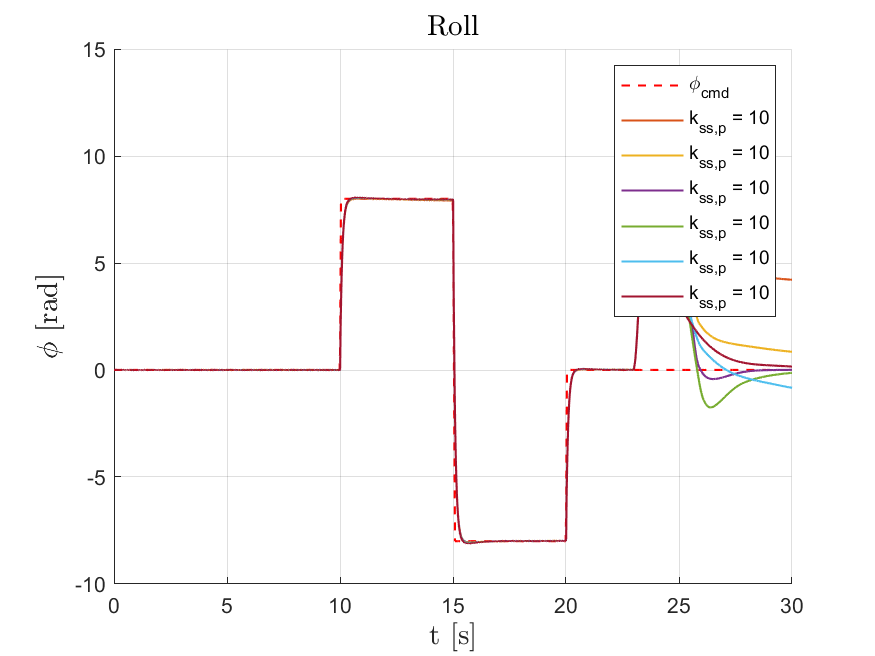 Roll
15
10
5
0
-5
-10
0 5 10 15 20 25 30
t [s]
ϕ [rad]
ϕcmd
kss,p = 10
kss,p = 10
kss,p = 10
kss,p = 10
kss,p = 10
kss,p = 10